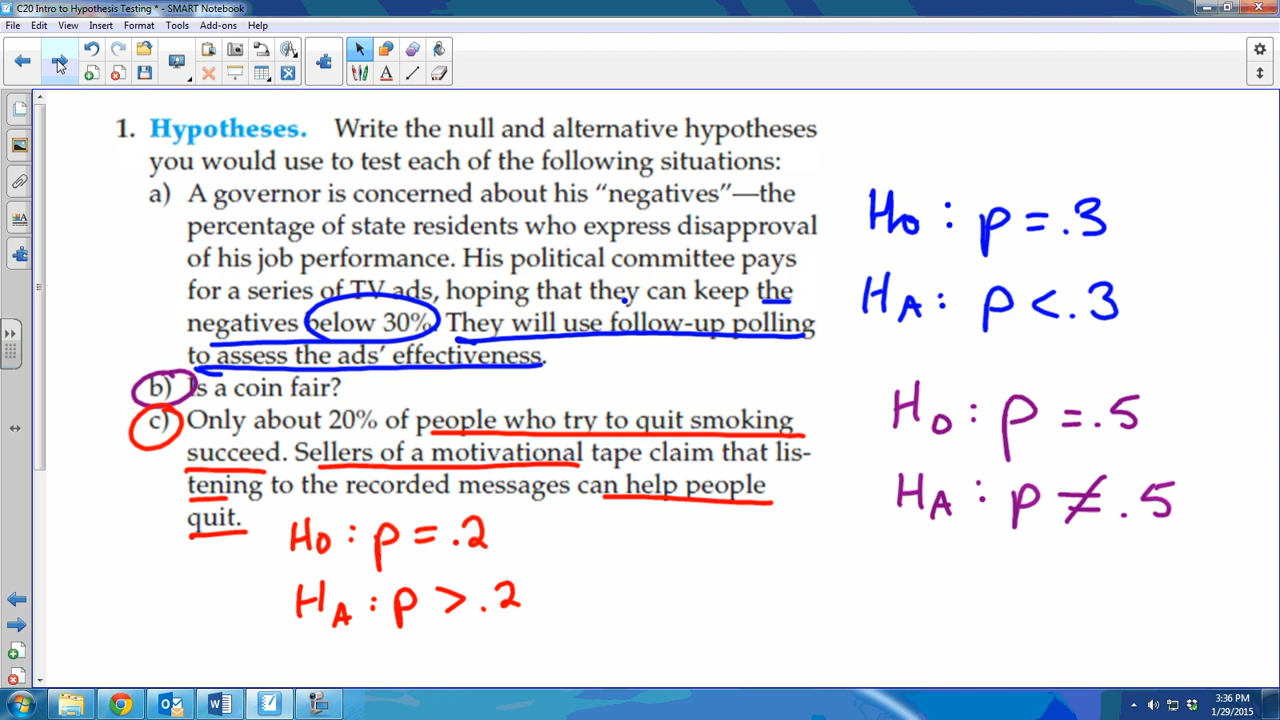 C20 Intro to Hypothesis Testing * - SMART Notebook
File Edit View Insert Format Tools Add-ons Help
1. Hypotheses. Write the null and alternative hypotheses
you would use to test each of the following situations:
a) A governor is concerned about his “negatives”—the
percentage of state residents who express disapproval
of his job performance. His political committee pays
for a series of TV ads, hoping that they can keep the
negatives below 30%. They will use follow-up polling
to assess the ads’ effectiveness.
b) Is a coin fair?
c) Only about 20% of people who try to quit smoking
succeed. Sellers of a motivational tape claim that lis-
tening to the recorded messages can help people
quit.
Ho : p = .2
HA : p > .2
Ho : p = .3
HA : p < .3
Ho : p = .5
HA : p ≠ .5
3:36 PM
1/29/2015